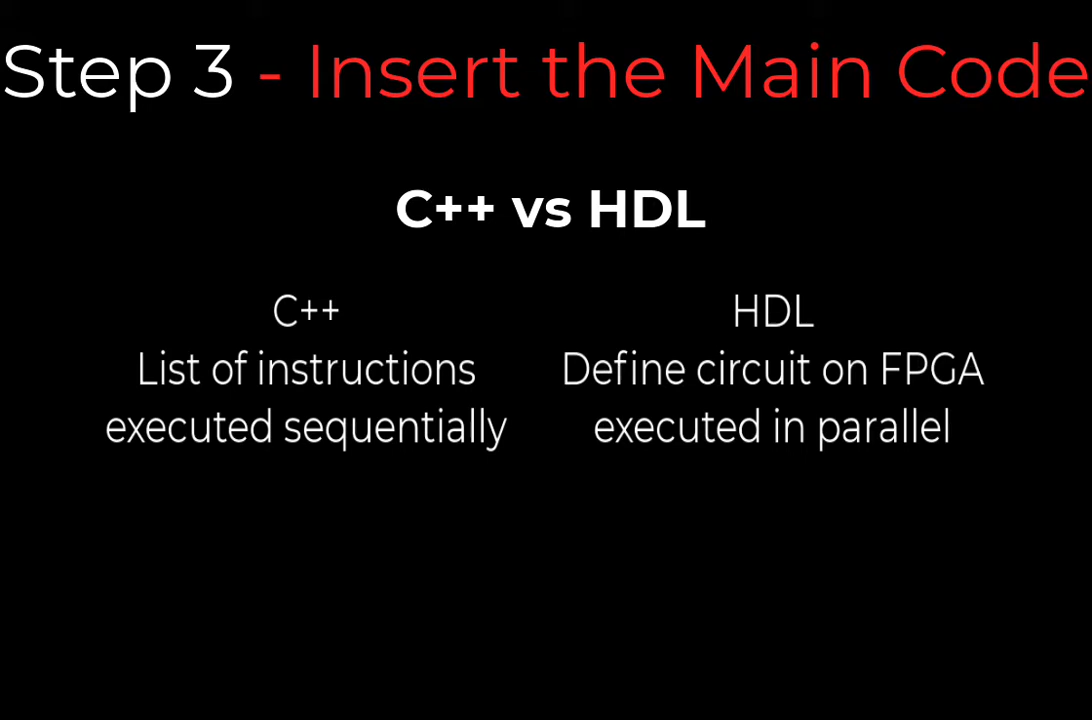 Step 3 - Insert the Main Code
C++ vs HDL
C++
List of instructions
executed sequentially
HDL
Define circuit on FPGA
executed in parallel